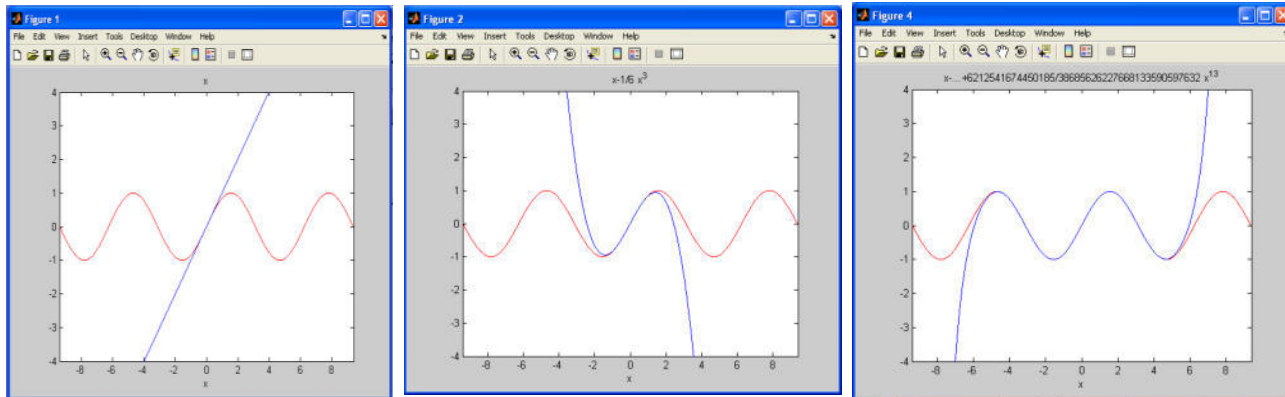 Figure 1
File Edit View Insert Tools Desktop Window Help
x
4
3
2
1
0
-1
-2
-3
-4
-8 -6 -4 -2 0 2 4 6 8
x
Figure 2
File Edit View Insert Tools Desktop Window Help
x-1/6 x³
4
3
2
1
0
-1
-2
-3
-4
-8 -6 -4 -2 0 2 4 6 8
x
Figure 4
File Edit View Insert Tools Desktop Window Help
x-...+6212541674450185/38685626227668133590597632 x¹³
4
3
2
1
0
-1
-2
-3
-4
-8 -6 -4 -2 0 2 4 6 8
x